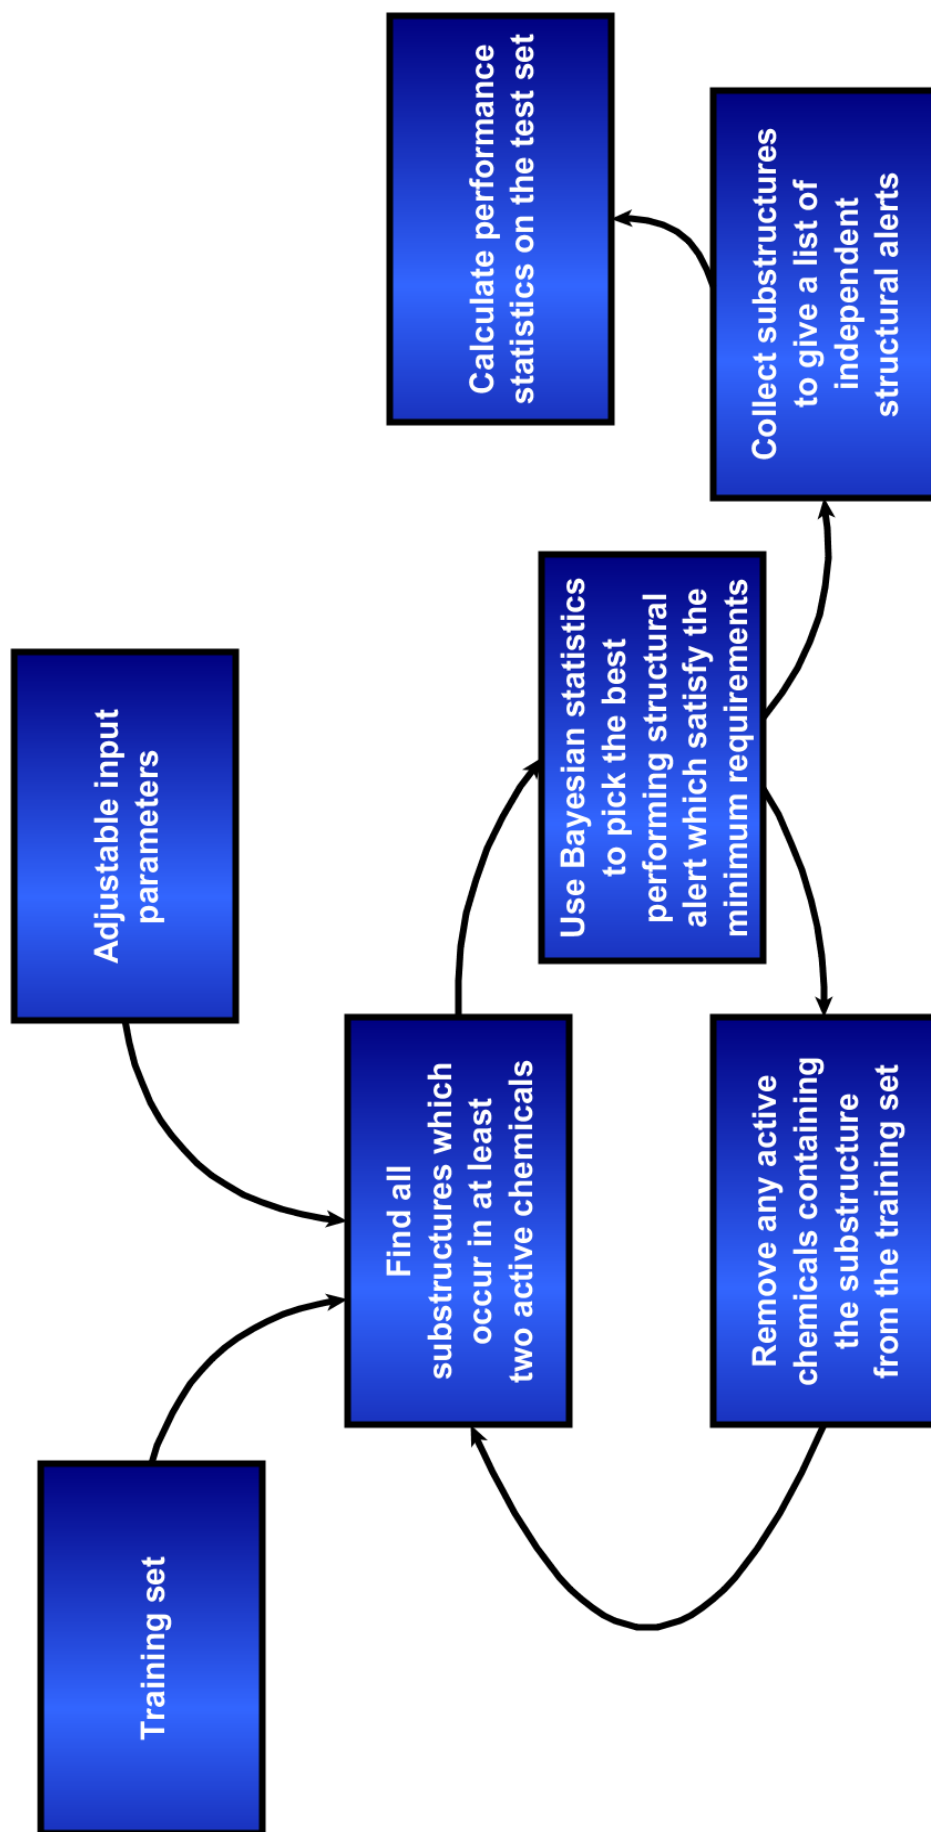 Training set
Adjustable input
parameters
Find all
substructures which
occur in at least
two active chemicals
Use Bayesian statistics
to pick the best
performing structural
alert which satisfy the
minimum requirements
Remove any active
chemicals containing
the substructure
from the training set
Collect substructures
to give a list of
independent
structural alerts
Calculate performance
statistics on the test set